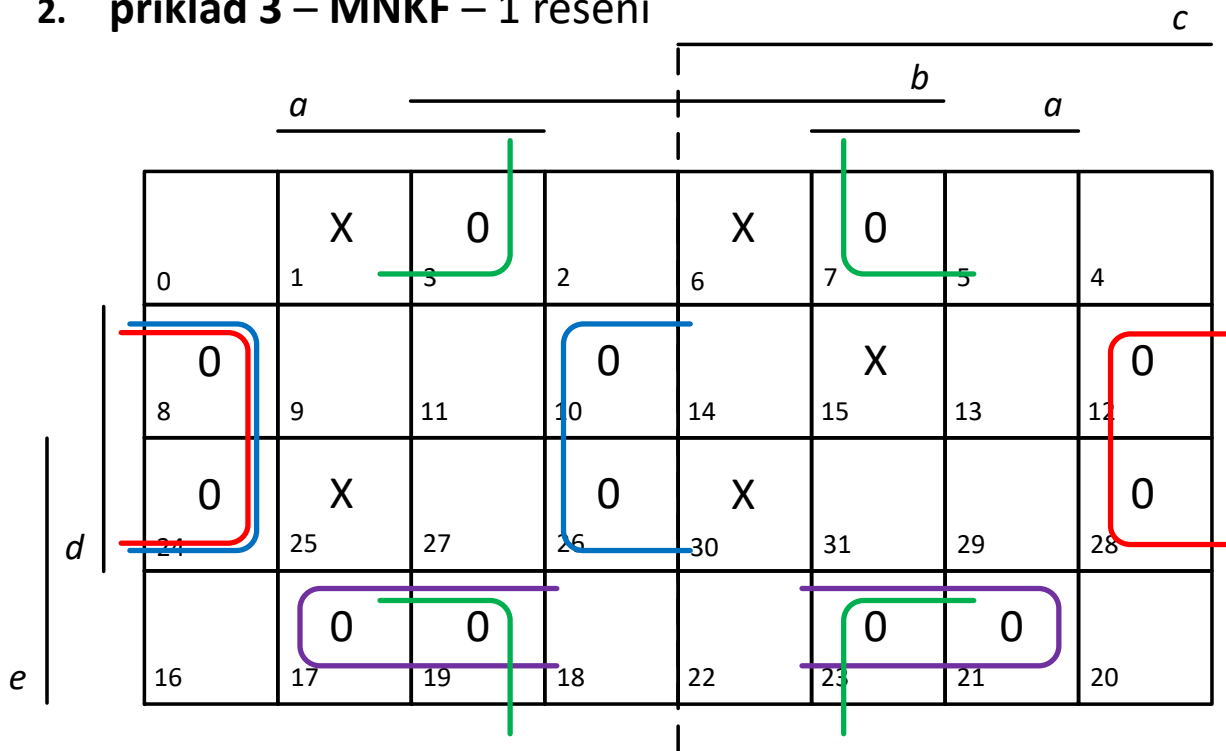 2. příklad 3 – MNKF – 1 řešení
c
b
a a
X 0 X 0
0 1 3 2 6 7 5 4
0 0 X 0
8 9 11 10 14 15 13 12
0 X 0 X 0
d 24 25 27 26 30 31 29 28
0 0 0 0
e 16 17 19 18 22 23 21 20